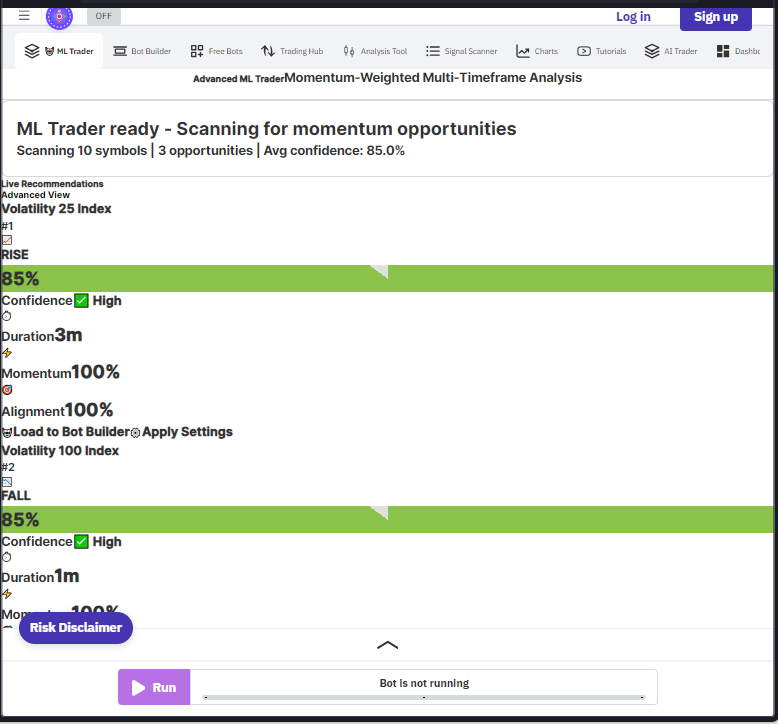 OFF
Log in
Sign up
ML Trader
Bot Builder
Free Bots
Trading Hub
Analysis Tool
Signal Scanner
Charts
Tutorials
AI Trader
Dashbo
Advanced ML TraderMomentum-Weighted Multi-Timeframe Analysis
ML Trader ready - Scanning for momentum opportunities
Scanning 10 symbols | 3 opportunities | Avg confidence: 85.0%
Live Recommendations
Advanced View
Volatility 25 Index
#1
RISE
85%
Confidence✅ High
Duration3m
Momentum100%
Alignment100%
Load to Bot Builder Apply Settings
Volatility 100 Index
#2
FALL
85%
Confidence✅ High
Duration1m
Momentum100%
Risk Disclaimer
Run
Bot is not running